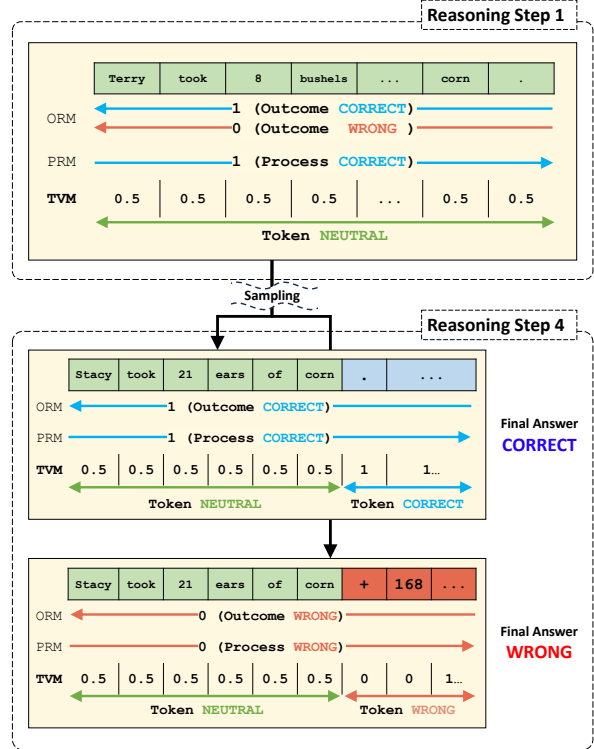 Reasoning Step 1
Terry took 8 bushels ... corn .
ORM
1 (Outcome CORRECT)
0 (Outcome WRONG )
PRM 1 (Process CORRECT)
TVM 0.5 0.5 0.5 0.5 ... 0.5 0.5
Token NEUTRAL
Sampling
Reasoning Step 4
Stacy took 21 ears of corn . ...
ORM 1 (Outcome CORRECT)
PRM 1 (Process CORRECT)
TVM 0.5 0.5 0.5 0.5 0.5 0.5 1 1…
Token NEUTRAL Token CORRECT
Final Answer
CORRECT
Stacy took 21 ears of corn + 168 ...
ORM 0 (Outcome WRONG)
PRM 0 (Process WRONG)
TVM 0.5 0.5 0.5 0.5 0.5 0.5 0 0 1…
Token NEUTRAL Token WRONG
Final Answer
WRONG